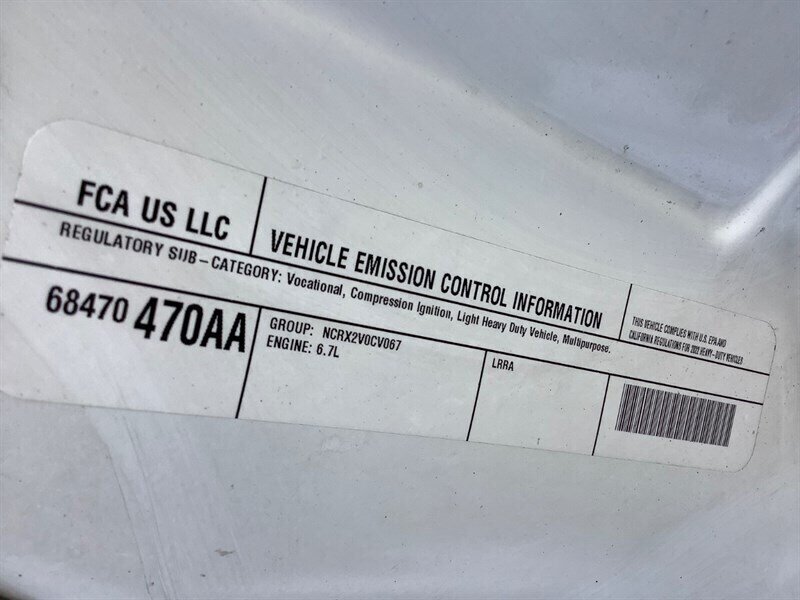 FCA US LLC
VEHICLE EMISSION CONTROL INFORMATION
THIS VEHICLE COMPLIES WITH U.S. EPA AND
CALIFORNIA REGULATIONS FOR 2022 HEAVY-DUTY VEHICLES.
REGULATORY SUB-CATEGORY: Vocational, Compression Ignition, Light Heavy Duty Vehicle, Multipurpose.
68470 470AA
GROUP: NCRX2V0CV067
ENGINE: 6.7L
LRRA